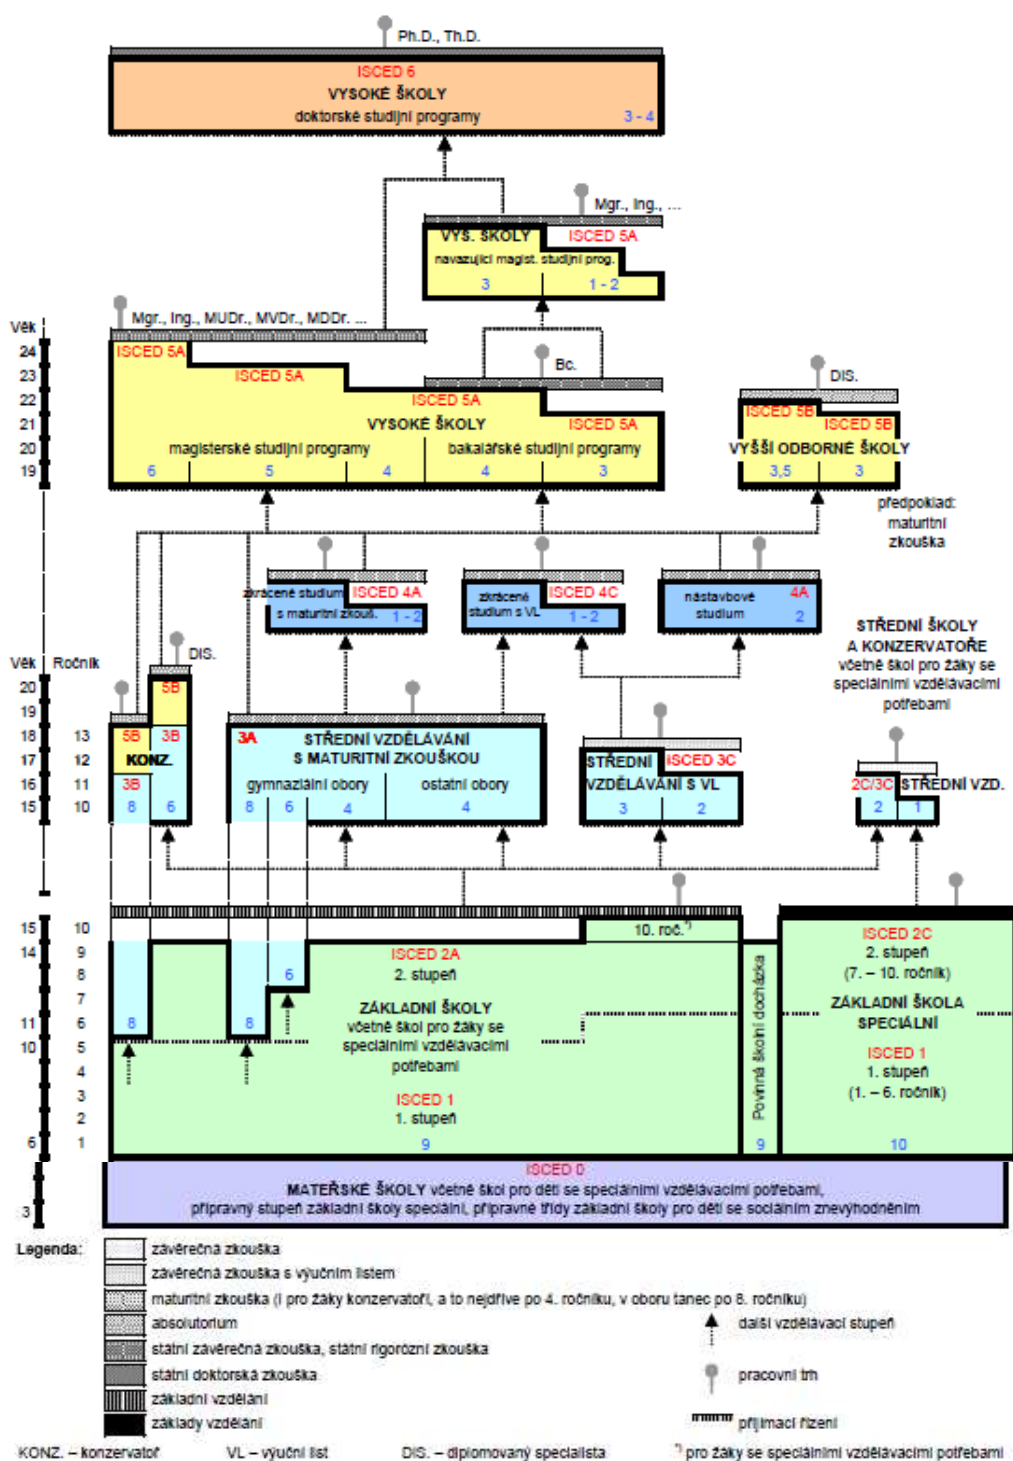 Ph.D., Th.D.
ISCED 6
VYSOKÉ ŠKOLY
doktorské studijní programy 3 - 4
Mgr., Ing., ...
VYS. ŠKOLY ISCED 5A
navazující magist. studijní prog.
3 1 - 2
Věk Mgr., Ing., MUDr., MVDr., MDDr. ...
24 ISCED 5A
Bc.
23 ISCED 5A
DIS.
22 ISCED 5A
ISCED 5B
21 VYSOKÉ ŠKOLY ISCED 5A ISCED 5B
20 magisterské studijní programy bakalářské studijní programy VYŠŠÍ ODBORNÉ ŠKOLY
19 6 5 4 4 3 3,5 3
předpoklad:
maturitní
zkouška
zkrácené studium ISCED 4A zkrácené ISCED 4C nástavbové 4A
s maturitní zkouš. 1 - 2 studium s VL 1 - 2 studium 2
STŘEDNÍ ŠKOLY
A KONZERVATOŘE
včetně škol pro žáky se
speciálními vzdělávacími
potřebami
DIS.
Věk Ročník
20 5B
19
18 13 5B 3B 3A STŘEDNÍ VZDĚLÁVÁNÍ
17 12 KONZ. S MATURITNÍ ZKOUŠKOU STŘEDNÍ ISCED 3C
16 11 3B gymnaziální obory ostatní obory VZDĚLÁVÁNÍ S VL 2C/3C STŘEDNÍ VZD.
15 10 8 6 8 6 4 4 3 2 2 1
15 10 10. roč.*)
14 9 ISCED 2A ISCED 2C
8 6 2. stupeň 2. stupeň
(7. – 10. ročník)
7
ZÁKLADNÍ ŠKOLY ZÁKLADNÍ ŠKOLA
11 6 8 8 včetně škol pro žáky se SPECIÁLNÍ
10 5 speciálními vzdělávacími
potřebami ISCED 1
4 1. stupeň
3 ISCED 1 (1. – 6. ročník)
2 1. stupeň
Povinná školní docházka
6 1 9 9 10
ISCED 0
MATEŘSKÉ ŠKOLY včetně škol pro děti se speciálními vzdělávacími potřebami,
3 přípravný stupeň základní školy speciální, přípravné třídy základní školy pro děti se sociálním znevýhodněním
Legenda: závěrečná zkouška
závěrečná zkouška s výučním listem
maturitní zkouška (i pro žáky konzervatoří, a to nejdříve po 4. ročníku, v oboru tanec po 8. ročníku)
absolutorium další vzdělávací stupeň
státní závěrečná zkouška, státní rigorózní zkouška
státní doktorská zkouška pracovní trh
základní vzdělání
základy vzdělání přijímací řízení
KONZ. – konzervatoř VL – výuční list DIS. – diplomovaný specialista *) pro žáky se speciálními vzdělávacími potřebami